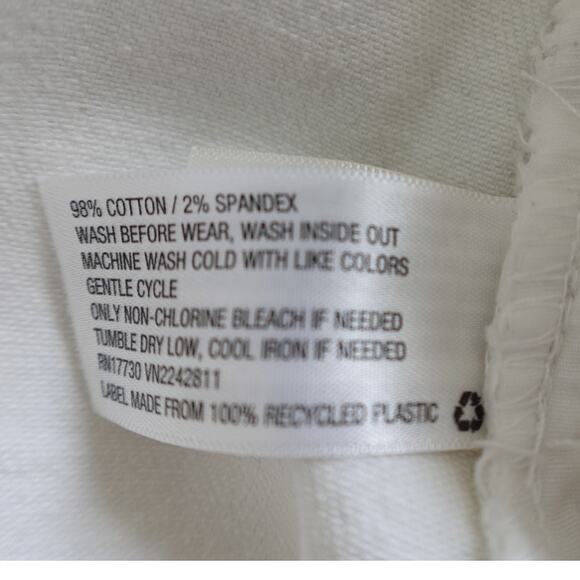 98% COTTON / 2% SPANDEX
WASH BEFORE WEAR, WASH INSIDE OUT
MACHINE WASH COLD WITH LIKE COLORS
GENTLE CYCLE
ONLY NON-CHLORINE BLEACH IF NEEDED
TUMBLE DRY LOW, COOL IRON IF NEEDED
RN17730 VN2242811
LABEL MADE FROM 100% RECYCLED PLASTIC